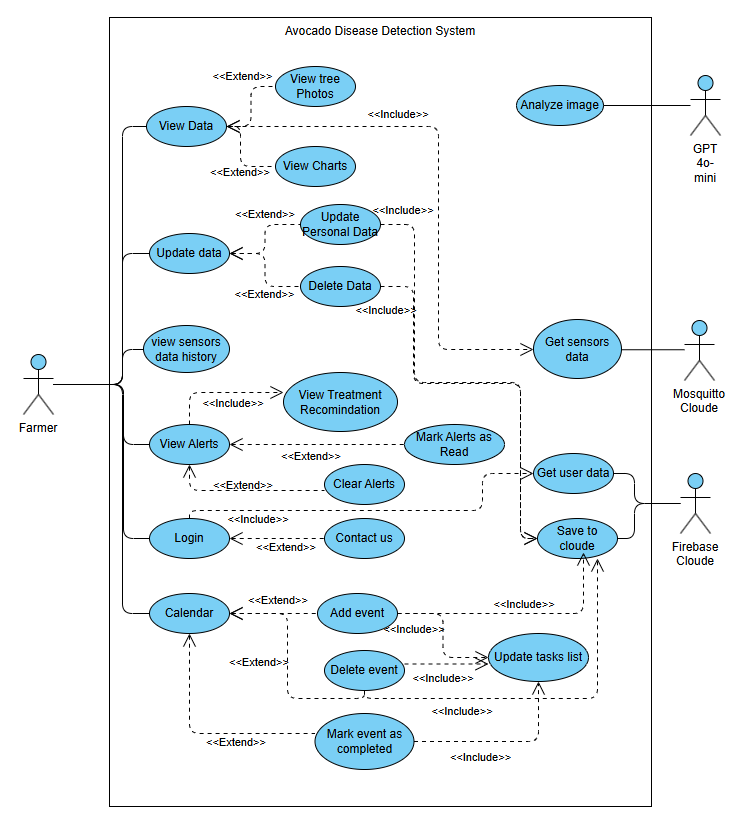 Avocado Disease Detection System
<<Extend>>
View tree
Photos
<<Include>>
Analyze image
GPT
4o-
mini
View Data
<<Extend>>
View Charts
<<Extend>>
Update
Personal Data
<<Include>>
Update data
<<Extend>>
Delete Data
<<Include>>
view sensors
data history
Get sensors
data
Mosquitto
Cloude
Farmer
<<Include>>
View Treatment
Recomindation
View Alerts
<<Extend>>
Mark Alerts as
Read
<<Extend>>
Clear Alerts
Get user data
<<Include>>
Login
<<Extend>>
Contact us
Save to
cloude
Firebase
Cloude
Calendar
<<Extend>>
Add event
<<Include>>
<<Include>>
<<Extend>>
Delete event
<<Include>>
Update tasks list
<<Include>>
<<Extend>>
Mark event as
completed
<<Include>>